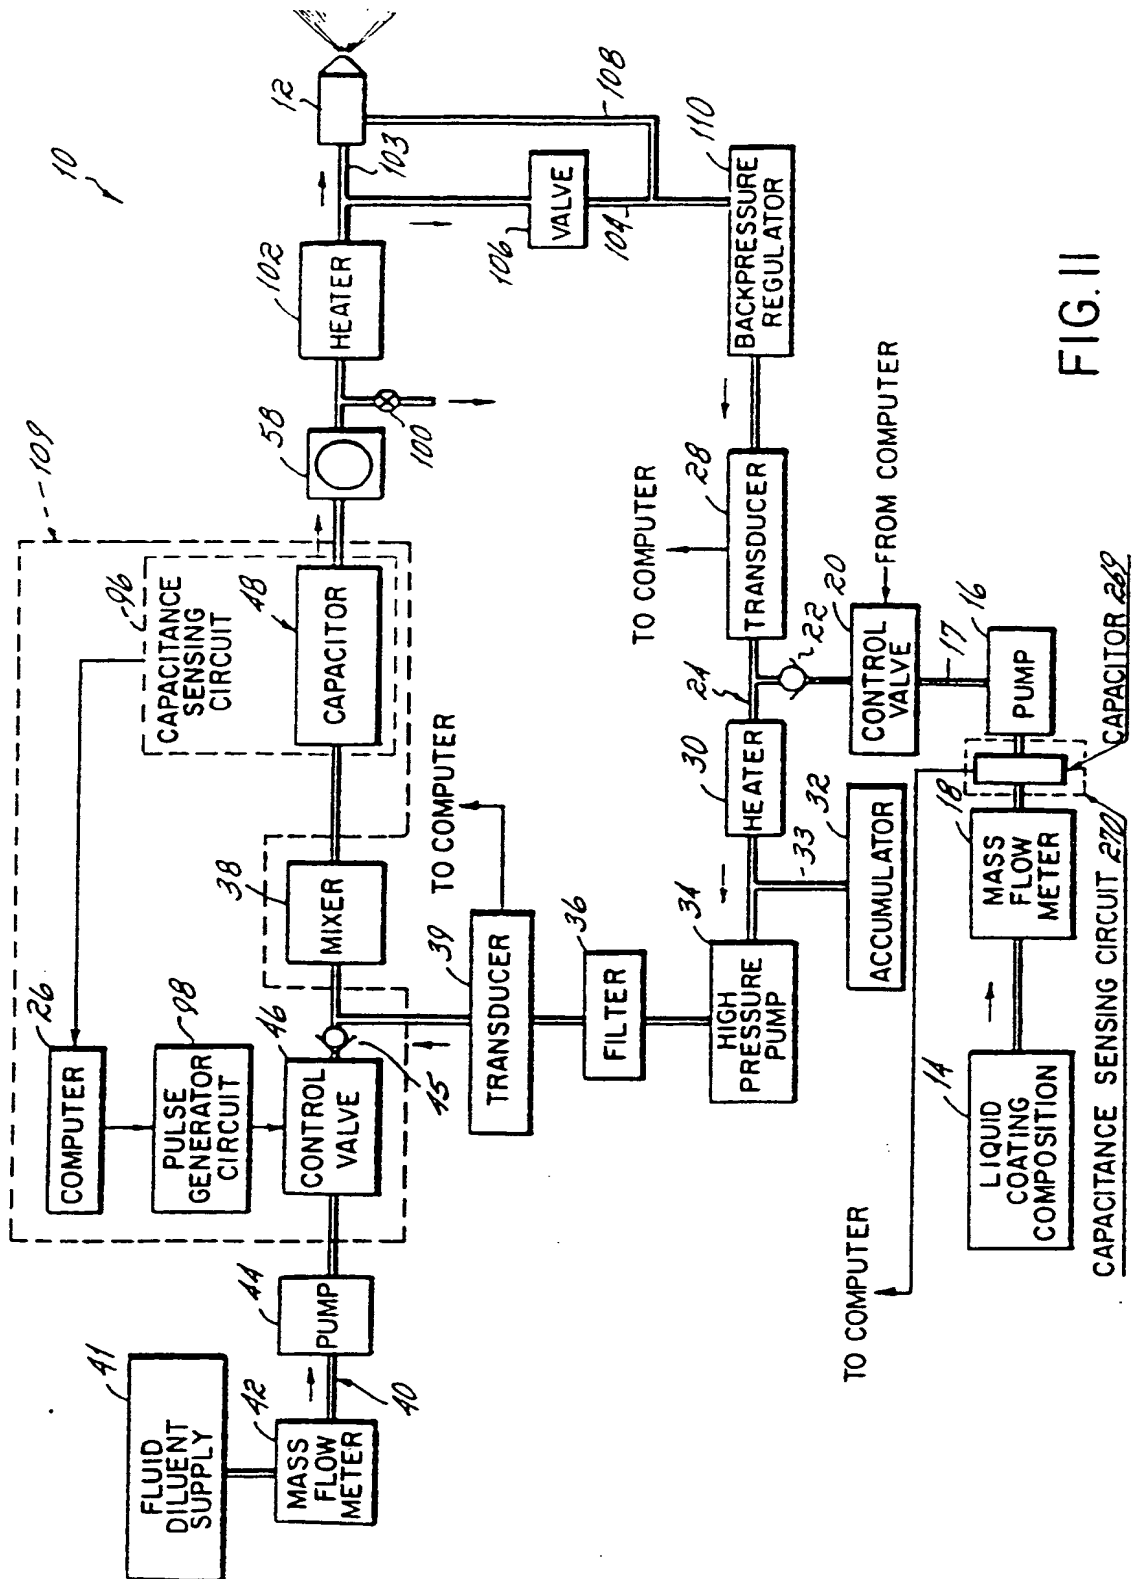 10
109
96
CAPACITANCE
SENSING
CIRCUIT
26
COMPUTER
98
PULSE
GENERATOR
CIRCUIT
41
FLUID
DILUENT
SUPPLY
42
MASS
FLOW
METER
40
44
PUMP
46
CONTROL
VALVE
45
38
MIXER
48
CAPACITOR
58
100
102
HEATER
103
12
108
106
VALVE
104
110
BACKPRESSURE
REGULATOR
TO COMPUTER
39
TRANSDUCER
36
FILTER
34
HIGH
PRESSURE
PUMP
TO COMPUTER
28
TRANSDUCER
24
30
HEATER
33
32
ACCUMULATOR
22
20
CONTROL
VALVE
FROM COMPUTER
17
16
PUMP
CAPACITOR 269
18
MASS
FLOW
METER
14
LIQUID
COATING
COMPOSITION
TO COMPUTER
CAPACITANCE SENSING CIRCUIT 270
FIG. 11